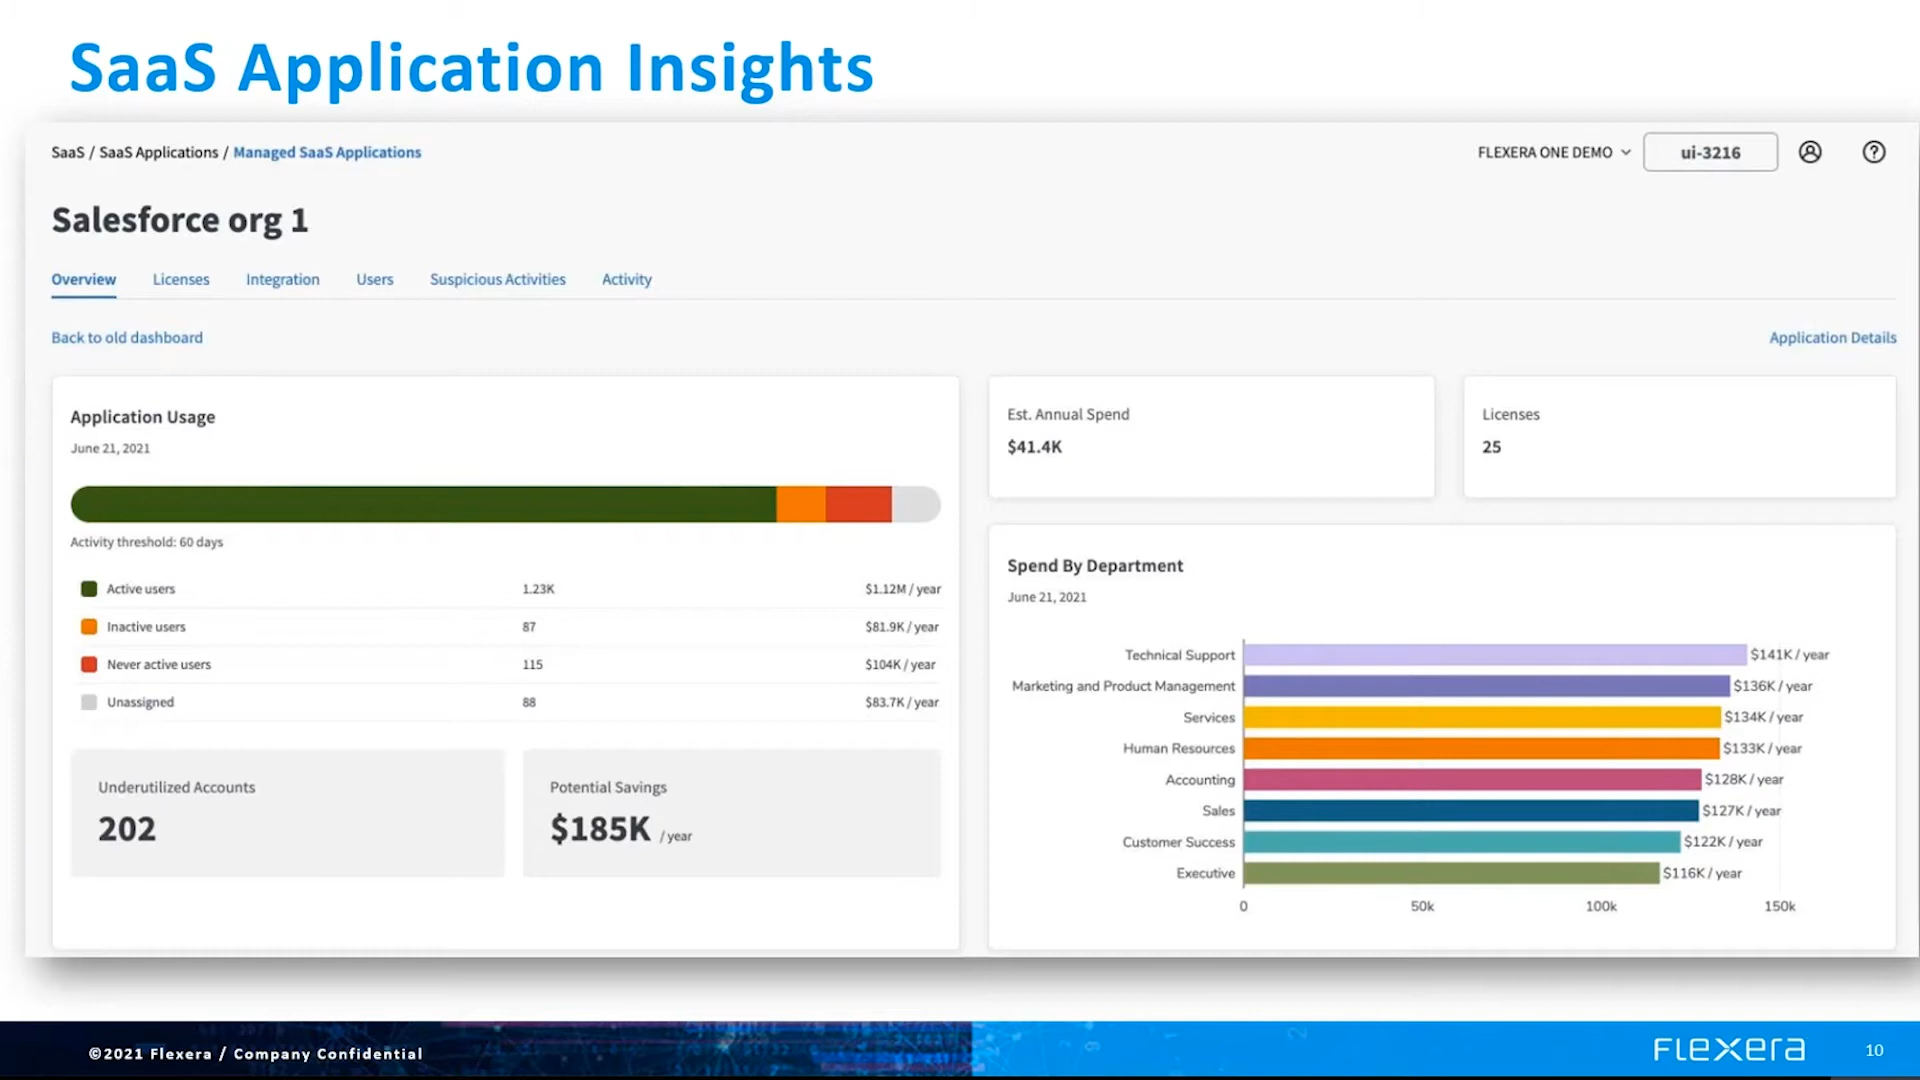 SaaS Application Insights
SaaS / SaaS Applications / Managed SaaS Applications
FLEXERA ONE DEMO
ui-3216
Salesforce org 1
Overview Licenses Integration Users Suspicious Activities Activity
Back to old dashboard
Application Details
Application Usage
June 21, 2021
Activity threshold: 60 days
Active users 1.23K $1.12M / year
Inactive users 87 $81.9K / year
Never active users 115 $104K / year
Unassigned 88 $83.7K / year
Underutilized Accounts
202
Potential Savings
$185K / year
Est. Annual Spend
$41.4K
Licenses
25
Spend By Department
June 21, 2021
Technical Support $141K / year
Marketing and Product Management $136K / year
Services $134K / year
Human Resources $133K / year
Accounting $128K / year
Sales $127K / year
Customer Success $122K / year
Executive $116K / year
0 50k 100k 150k
©2021 Flexera / Company Confidential
FLEXERA
10